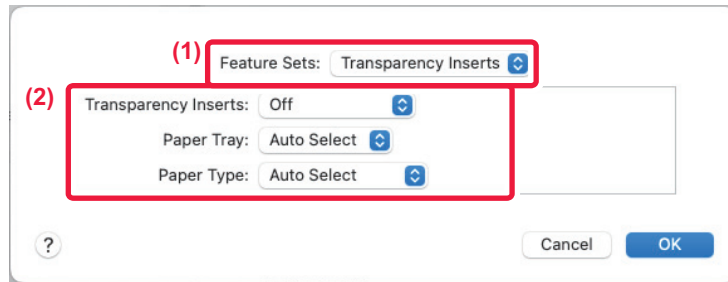 (1)
Feature Sets: Transparency Inserts
(2)
Transparency Inserts: Off
Paper Tray: Auto Select
Paper Type: Auto Select
? Cancel OK